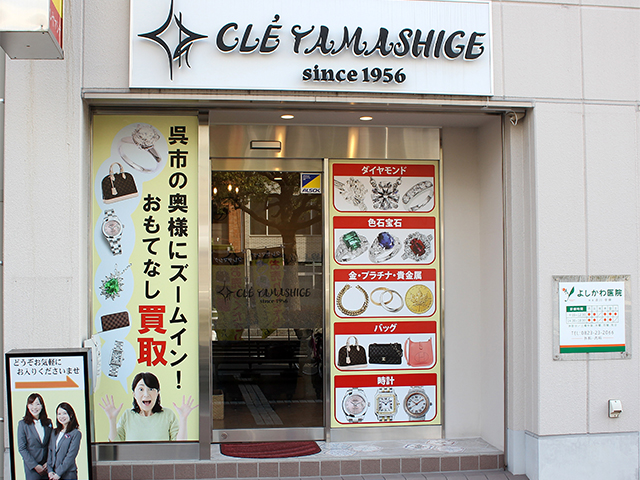 CLÉ YAMASHIGE
since 1956
呉市の奥様にズームイン!
おもてなし買取
ALSOK
CLÉ YAMASHIGE
since 1956
ダイヤモンド
色石宝石
金・プラチナ・貴金属
バッグ
時計
よしかわ医院
どうぞお気軽に
お入りくださいませ